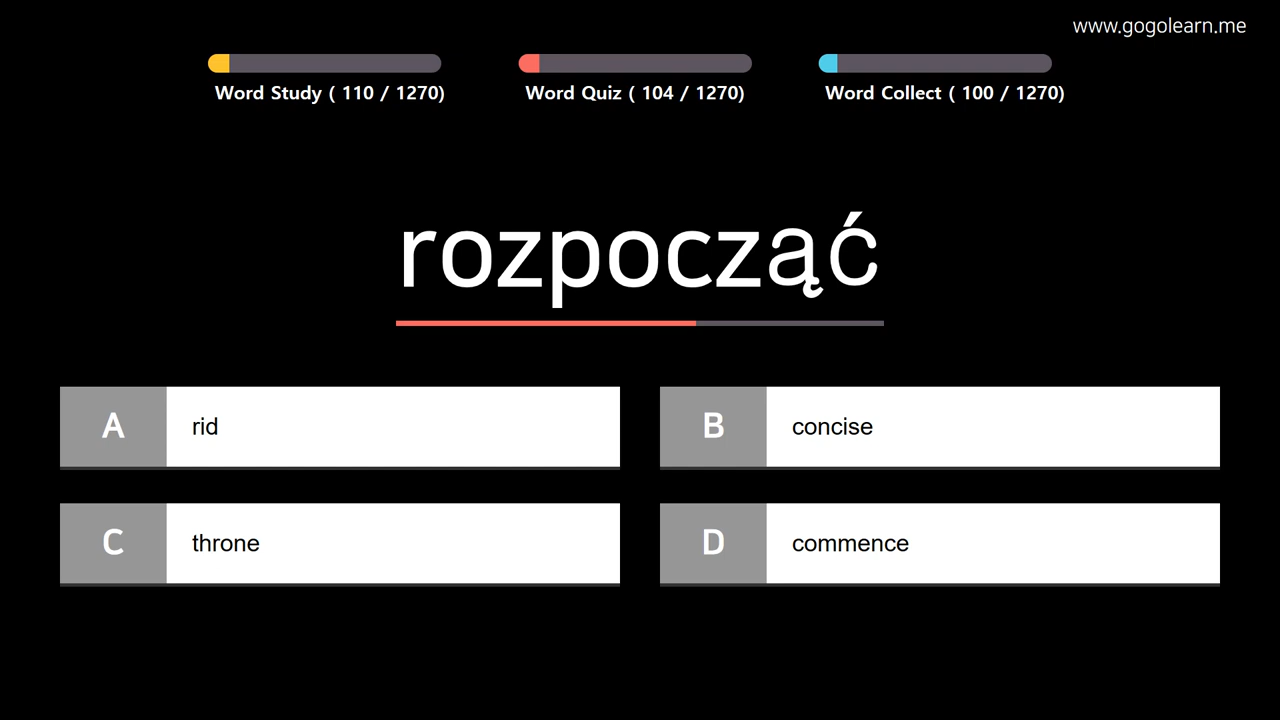 www.gogolearn.me
Word Study ( 110 / 1270)
Word Quiz ( 104 / 1270)
Word Collect ( 100 / 1270)
rozpocząć
A
rid
B
concise
C
throne
D
commence